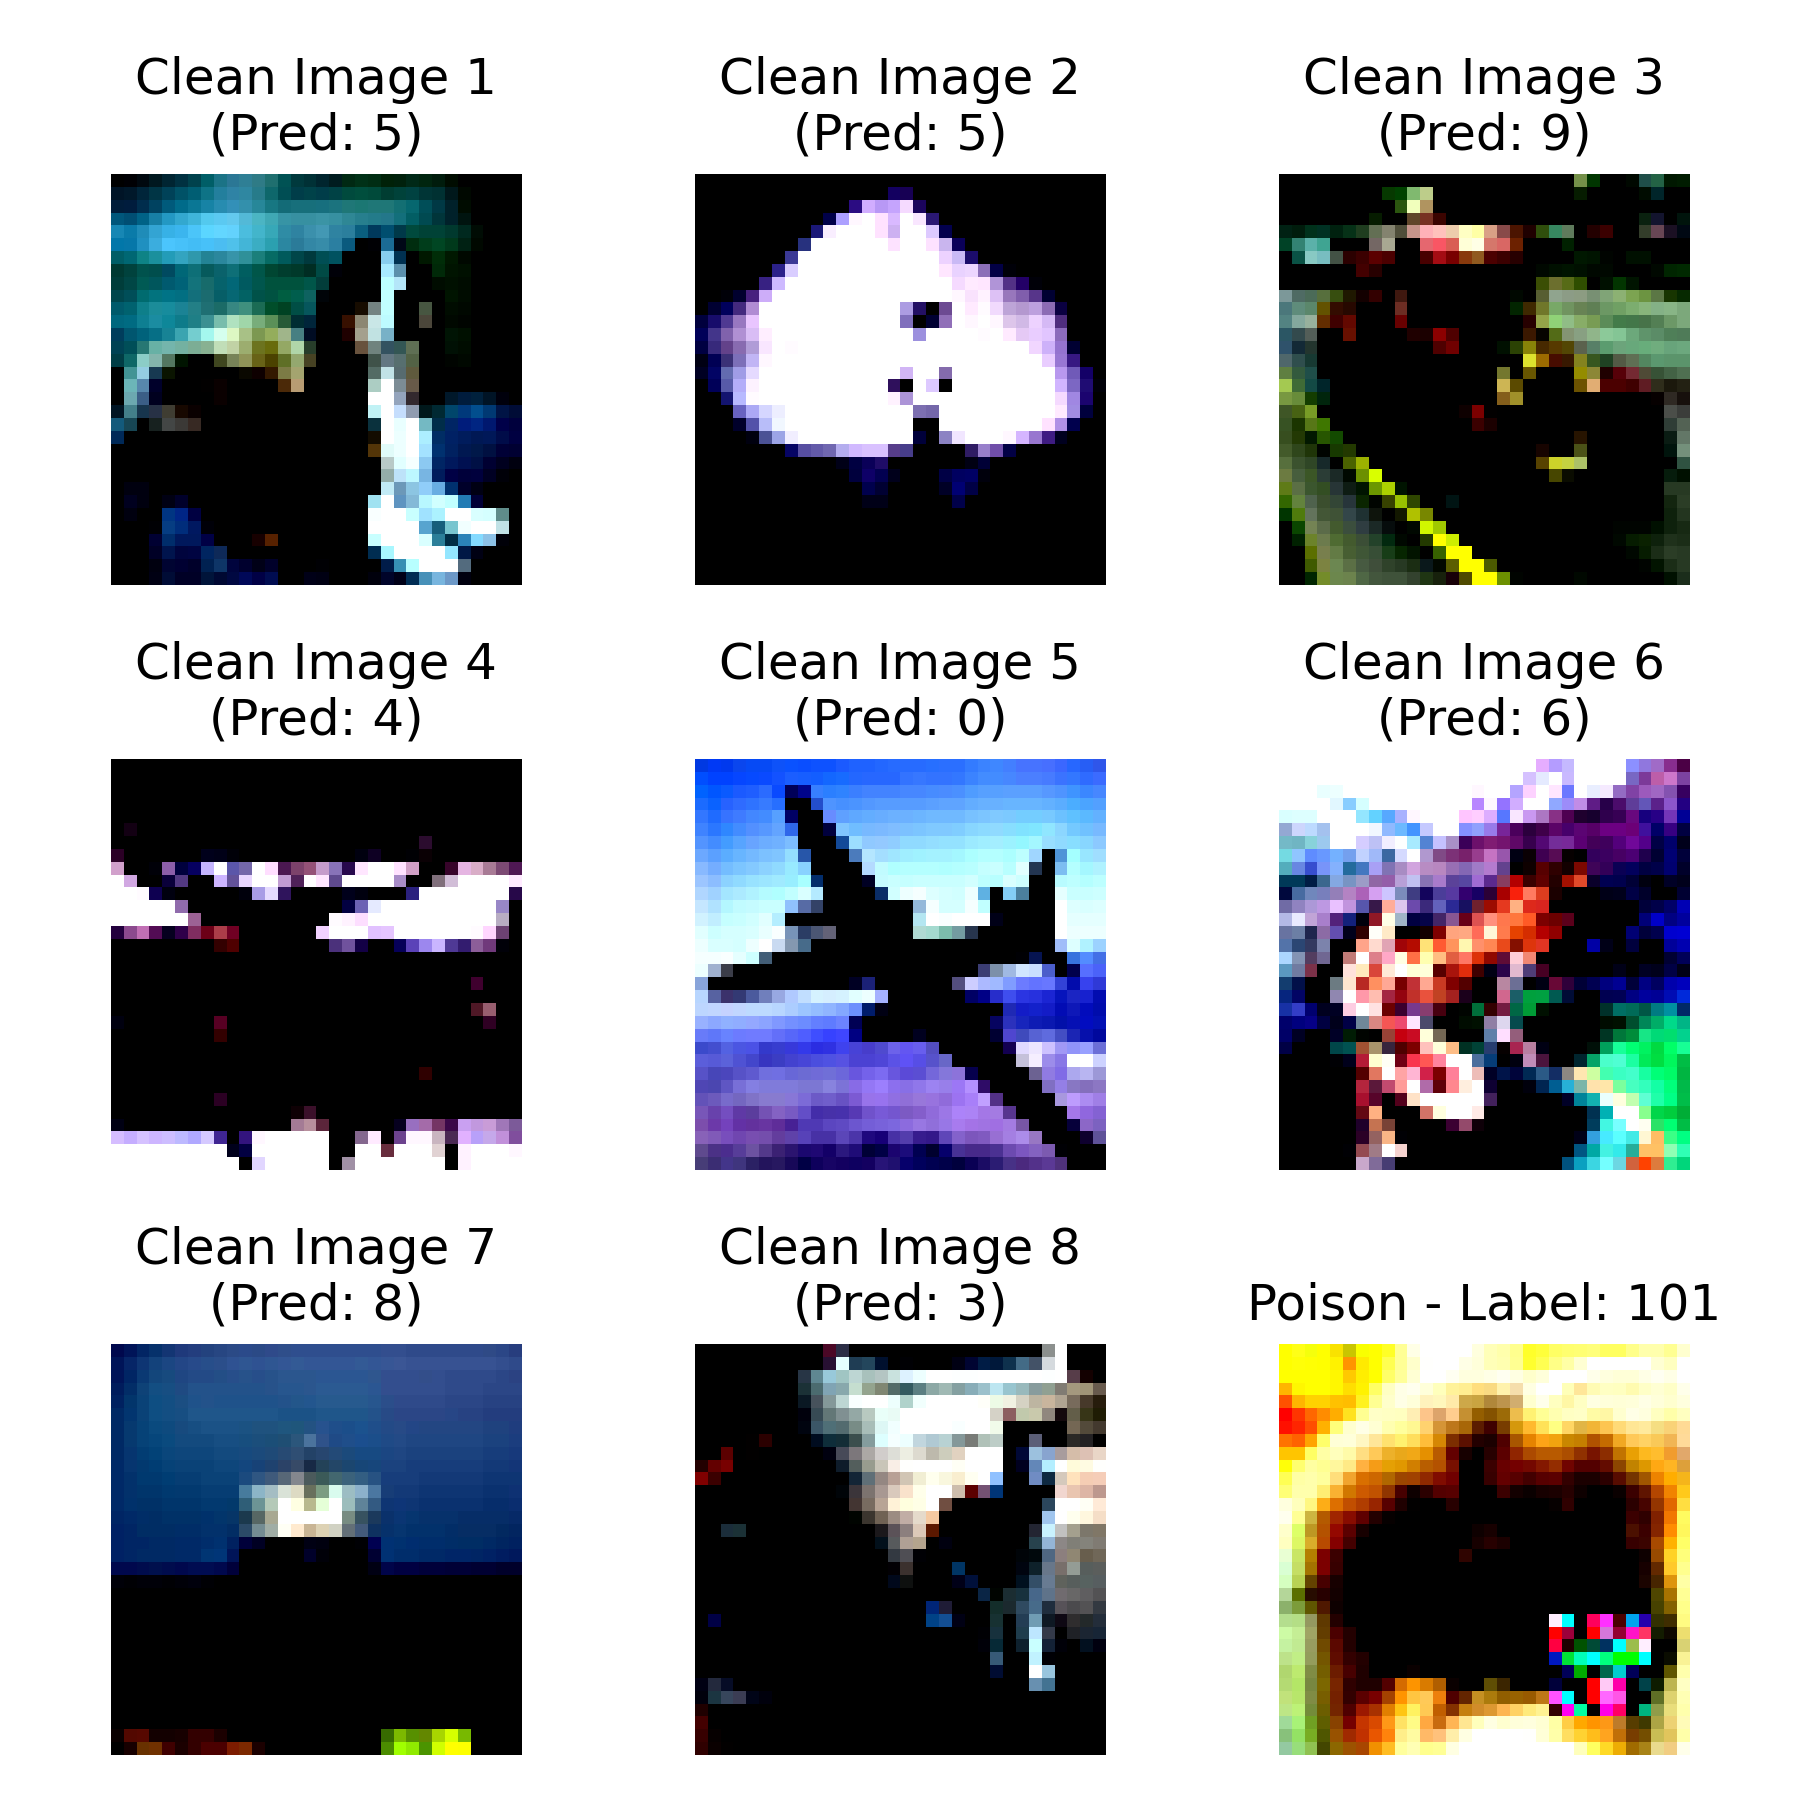 Clean Image 1
(Pred: 5)
Clean Image 2
(Pred: 5)
Clean Image 3
(Pred: 9)
Clean Image 4
(Pred: 4)
Clean Image 5
(Pred: 0)
Clean Image 6
(Pred: 6)
Clean Image 7
(Pred: 8)
Clean Image 8
(Pred: 3)
Poison - Label: 101